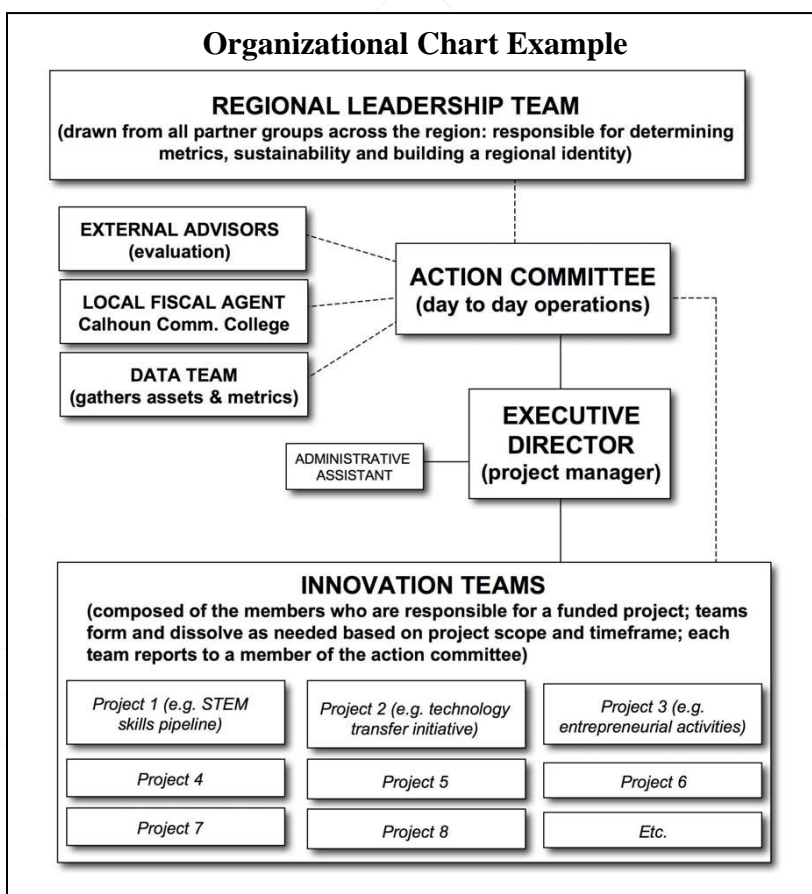 Organizational Chart Example
REGIONAL LEADERSHIP TEAM
(drawn from all partner groups across the region: responsible for determining
metrics, sustainability and building a regional identity)
EXTERNAL ADVISORS
(evaluation)
LOCAL FISCAL AGENT
Calhoun Comm. College
DATA TEAM
(gathers assets & metrics)
ACTION COMMITTEE
(day to day operations)
EXECUTIVE
DIRECTOR
(project manager)
ADMINISTRATIVE
ASSISTANT
INNOVATION TEAMS
(composed of the members who are responsible for a funded project; teams
form and dissolve as needed based on project scope and timeframe; each
team reports to a member of the action committee)
Project 1 (e.g. STEM
skills pipeline)
Project 2 (e.g. technology
transfer initiative)
Project 3 (e.g.
entrepreneurial activities)
Project 4
Project 5
Project 6
Project 7
Project 8
Etc.